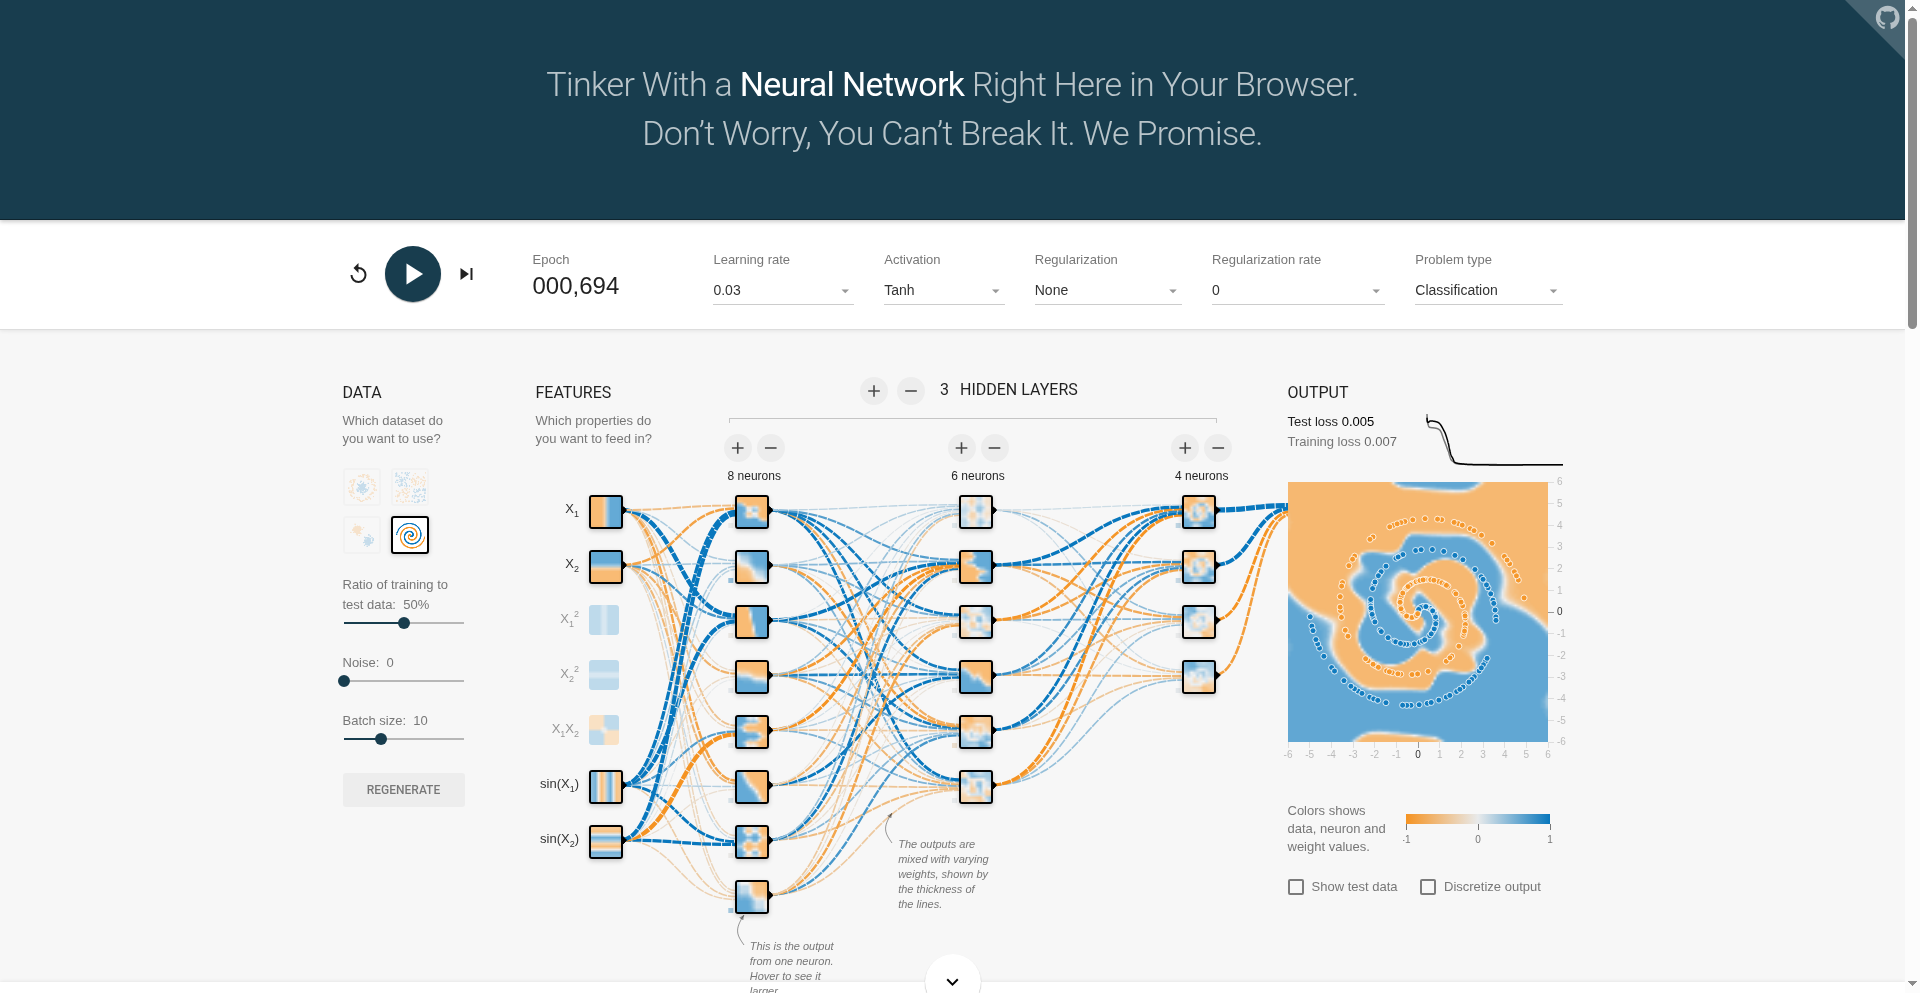 Tinker With a Neural Network Right Here in Your Browser.
Don’t Worry, You Can’t Break It. We Promise.
Epoch
000,694
Learning rate
0.03
Activation
Tanh
Regularization
None
Regularization rate
0
Problem type
Classification
DATA
Which dataset do
you want to use?
Ratio of training to
test data: 50%
Noise: 0
Batch size: 10
REGENERATE
FEATURES
Which properties do
you want to feed in?
X1
X2
X1²
X2²
X1X2
sin(X1)
sin(X2)
+ − 3 HIDDEN LAYERS
+ −
8 neurons
+ −
6 neurons
+ −
4 neurons
The outputs are
mixed with varying
weights, shown by
the thickness of
the lines.
This is the output
from one neuron.
Hover to see it
larger.
OUTPUT
Test loss 0.005
Training loss 0.007
6
5
4
3
2
1
0
-1
-2
-3
-4
-5
-6
-6 -5 -4 -3 -2 -1 0 1 2 3 4 5 6
Colors shows
data, neuron and
weight values.
-1 0 1
Show test data
Discretize output